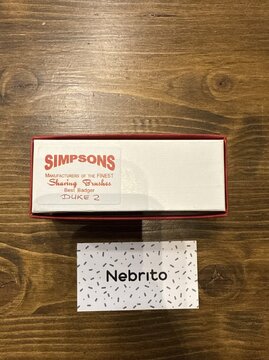 SIMPSONS
MANUFACTURERS OF THE FINEST
Shaving Brushes
Best Badger
DUKE 2
Nebrito